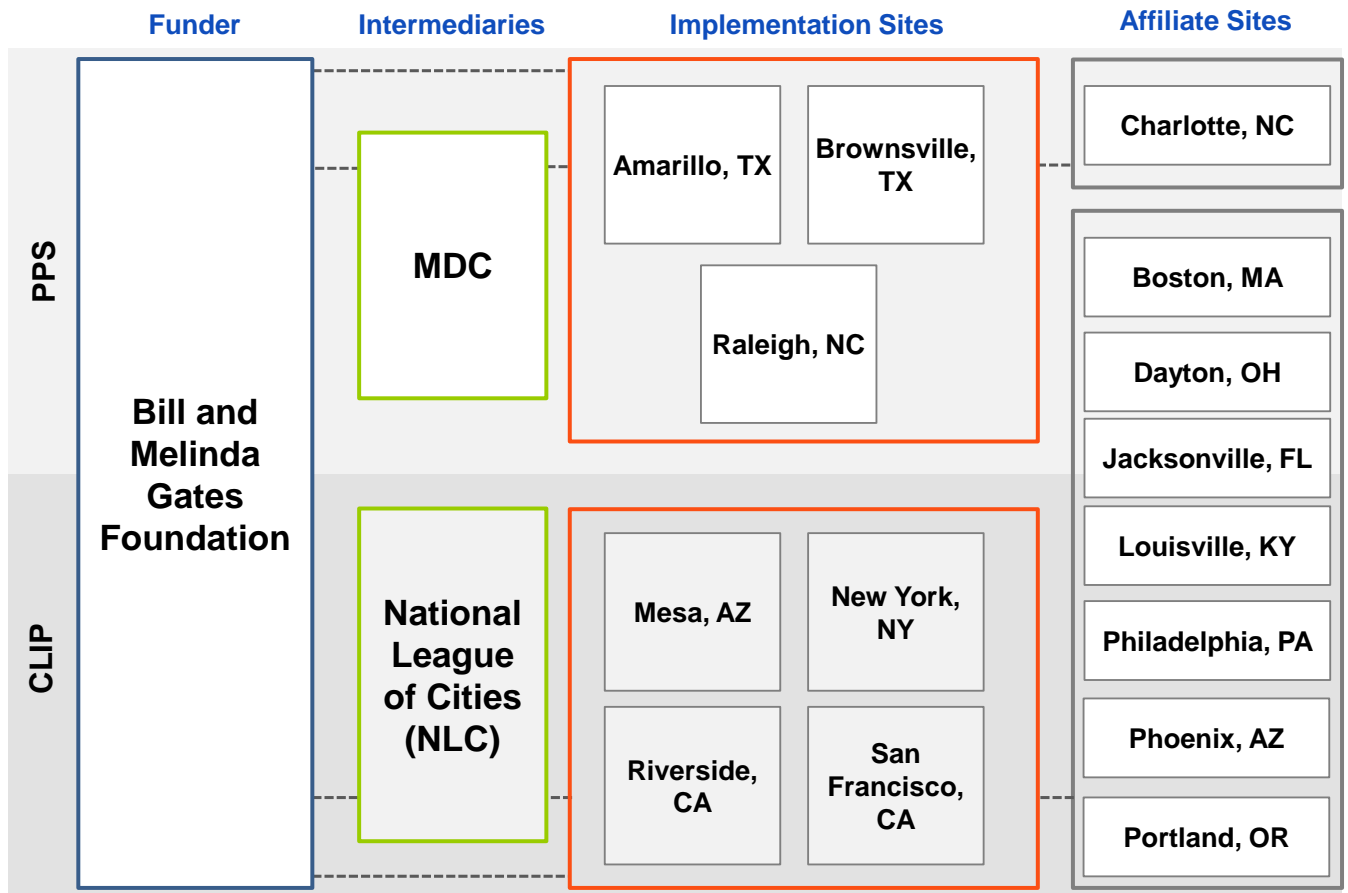 Funder
Intermediaries
Implementation Sites
Affiliate Sites
PPS
Bill and
Melinda
Gates
Foundation
MDC
Amarillo, TX
Brownsville,
TX
Raleigh, NC
Charlotte, NC
Boston, MA
Dayton, OH
Jacksonville, FL
CLIP
National
League
of Cities
(NLC)
Mesa, AZ
New York,
NY
Riverside,
CA
San
Francisco,
CA
Louisville, KY
Philadelphia, PA
Phoenix, AZ
Portland, OR